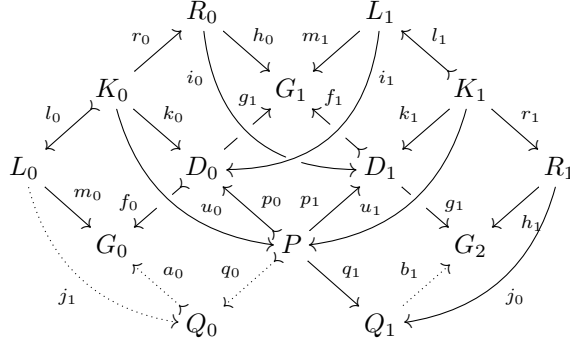 R_0 L_1
r_0 h_0 m_1 l_1
i_0 i_1
K_0 G_1 K_1
g_1 f_1
l_0 k_0 k_1 r_1
L_0 D_0 D_1 R_1
m_0 f_0 u_0 p_0 p_1 u_1 g_1 h_1
G_0 P G_2
j_1 a_0 q_0 q_1 b_1 j_0
Q_0 Q_1